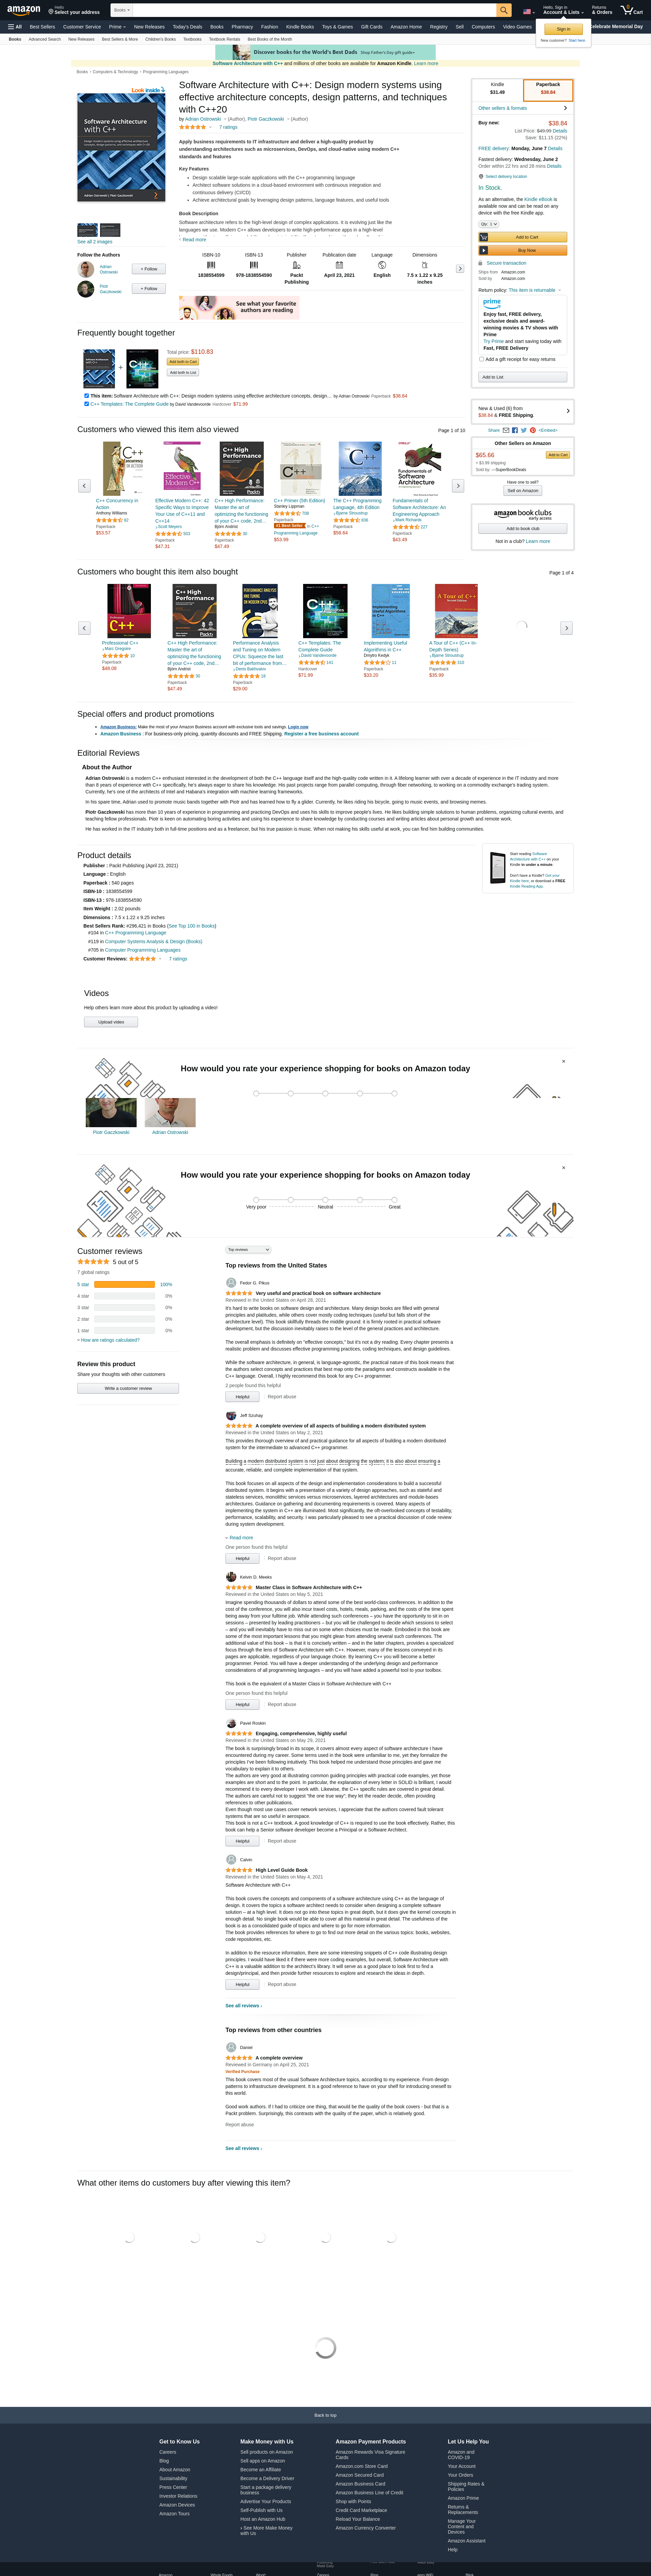 amazon
Hello
Select your address
Books
Hello, Sign in
Account & Lists
Returns
& Orders
0
Cart
All
Best Sellers
Customer Service
Prime
New Releases
Today's Deals
Books
Pharmacy
Fashion
Kindle Books
Toys & Games
Gift Cards
Amazon Home
Registry
Sell
Computers
Video Games
Celebrate Memorial Day
Sign in
New customer? Start here.
Books
Advanced Search
New Releases
Best Sellers & More
Children's Books
Textbooks
Textbook Rentals
Best Books of the Month
Discover books for the World's Best Dads Shop Father's Day gift guide›
Software Architecture with C++ and millions of other books are available for Amazon Kindle. Learn more
Books › Computers & Technology › Programming Languages
Look inside
Software Architecture with C++
See all 2 images
Follow the Authors
Adrian Ostrowski
+ Follow
Piotr Gaczkowski
+ Follow
Software Architecture with C++: Design modern systems using
effective architecture concepts, design patterns, and techniques
with C++20
by Adrian Ostrowski (Author), Piotr Gaczkowski (Author)
7 ratings
Apply business requirements to IT infrastructure and deliver a high-quality product by
understanding architectures such as microservices, DevOps, and cloud-native using modern C++
standards and features
Key Features
• Design scalable large-scale applications with the C++ programming language
• Architect software solutions in a cloud-based environment with continuous integration and
continuous delivery (CI/CD)
• Achieve architectural goals by leveraging design patterns, language features, and useful tools
Book Description
Software architecture refers to the high-level design of complex applications. It is evolving just like the
languages we use. Modern C++ allows developers to write high-performance apps in a high-level
Read more
ISBN-10
1838554599
ISBN-13
978-1838554590
Publisher
Packt Publishing
Publication date
April 23, 2021
Language
English
Dimensions
7.5 x 1.22 x 9.25 inches
See what your favorite
authors are reading
Kindle
$31.49
Paperback
$38.84
Other sellers & formats
Buy new:
$38.84
List Price: $49.99 Details
Save: $11.15 (22%)
FREE delivery: Monday, June 7 Details
Fastest delivery: Wednesday, June 2
Order within 22 hrs and 26 mins Details
Select delivery location
In Stock.
As an alternative, the Kindle eBook is
available now and can be read on any
device with the free Kindle app.
Qty: 1
Add to Cart
Buy Now
Secure transaction
Ships from Amazon.com
Sold by Amazon.com
Return policy: This item is returnable
prime
Enjoy fast, FREE delivery,
exclusive deals and award-
winning movies & TV shows with
Prime
Try Prime and start saving today with
Fast, FREE Delivery
Add a gift receipt for easy returns
Add to List
New & Used (6) from
$38.84 & FREE Shipping.
Share
<Embed>
Other Sellers on Amazon
$65.66
Add to Cart
+ $3.99 shipping
Sold by: —SuperBookDeals
Have one to sell?
Sell on Amazon
amazon book clubs
early access
Add to book club
Not in a club? Learn more
Frequently bought together
Total price: $110.83
Add both to Cart
Add both to List
This item: Software Architecture with C++: Design modern systems using effective architecture concepts, design… by Adrian Ostrowski Paperback $38.84
C++ Templates: The Complete Guide by David Vandevoorde Hardcover $71.99
Customers who viewed this item also viewed
Page 1 of 10
C++ Concurrency in Action
Anthony Williams
82
Paperback
$53.57
Effective Modern C++: 42 Specific Ways to Improve Your Use of C++11 and C++14
Scott Meyers
503
Paperback
$47.31
C++ High Performance: Master the art of optimizing the functioning of your C++ code, 2nd…
Björn Andrist
30
Paperback
$47.49
C++ Primer (5th Edition)
Stanley Lippman
706
Paperback
#1 Best Seller in C++ Programming Language
$53.99
The C++ Programming Language, 4th Edition
Bjarne Stroustrup
636
Paperback
$58.64
Fundamentals of Software Architecture: An Engineering Approach
Mark Richards
227
Paperback
$43.49
Customers who bought this item also bought
Page 1 of 4
Professional C++
Marc Gregoire
10
Paperback
$46.08
C++ High Performance: Master the art of optimizing the functioning of your C++ code, 2nd…
Björn Andrist
30
Paperback
$47.49
Performance Analysis and Tuning on Modern CPUs: Squeeze the last bit of performance from…
Denis Bakhvalov
24
Paperback
$29.00
C++ Templates: The Complete Guide
David Vandevoorde
141
Hardcover
$71.99
Implementing Useful Algorithms in C++
Dmytro Kedyk
11
Paperback
$33.20
A Tour of C++ (C++ In-Depth Series)
Bjarne Stroustrup
310
Paperback
$35.99
Special offers and product promotions
• Amazon Business: Make the most of your Amazon Business account with exclusive tools and savings. Login now
• Amazon Business : For business-only pricing, quantity discounts and FREE Shipping. Register a free business account
Editorial Reviews
About the Author
Adrian Ostrowski is a modern C++ enthusiast interested in the development of both the C++ language itself and the high-quality code written in it. A lifelong learner with over a decade of experience in the IT industry and more
than 8 years of experience with C++ specifically, he's always eager to share his knowledge. His past projects range from parallel computing, through fiber networking, to working on a commodity exchange's trading system.
Currently, he's one of the architects of Intel and Habana's integration with machine learning frameworks.
In his spare time, Adrian used to promote music bands together with Piotr and has learned how to fly a glider. Currently, he likes riding his bicycle, going to music events, and browsing memes.
Piotr Gaczkowski has more than 10 years of experience in programming and practicing DevOps and uses his skills to improve people's lives. He likes building simple solutions to human problems, organizing cultural events, and
teaching fellow professionals. Piotr is keen on automating boring activities and using his experience to share knowledge by conducting courses and writing articles about personal growth and remote work.
He has worked in the IT industry both in full-time positions and as a freelancer, but his true passion is music. When not making his skills useful at work, you can find him building communities.
Product details
Publisher : Packt Publishing (April 23, 2021)
Language : English
Paperback : 540 pages
ISBN-10 : 1838554599
ISBN-13 : 978-1838554590
Item Weight : 2.02 pounds
Dimensions : 7.5 x 1.22 x 9.25 inches
Best Sellers Rank: #296,421 in Books (See Top 100 in Books)
#104 in C++ Programming Language
#119 in Computer Systems Analysis & Design (Books)
#705 in Computer Programming Languages
Customer Reviews:
7 ratings
Start reading Software Architecture with C++ on your Kindle in under a minute.
Don't have a Kindle? Get your Kindle here, or download a FREE Kindle Reading App.
Videos
Help others learn more about this product by uploading a video!
Upload video
How would you rate your experience shopping for books on Amazon today
Piotr Gaczkowski
Adrian Ostrowski
How would you rate your experience shopping for books on Amazon today
Very poor
Neutral
Great
Customer reviews
5 out of 5
7 global ratings
5 star 100%
4 star 0%
3 star 0%
2 star 0%
1 star 0%
How are ratings calculated?
Review this product
Share your thoughts with other customers
Write a customer review
Top reviews
Top reviews from the United States
Fedor G. Pikus
Very useful and practical book on software architecture
Reviewed in the United States on April 28, 2021
It's hard to write books on software design and architecture. Many design books are filled with general
principles and platitudes, while others cover low-level coding techniques (useful but falls short of the
architecture level). This book skillfully threads the middle ground: it is firmly rooted in practical software
development, but the discussion inevitably raises to the level of the general practices and architecture.
The overall emphasis is definitely on "effective concepts," but it's not a dry reading. Every chapter presents a
realistic problem and discusses effective programming practices, coding techniques, and design guidelines.
While the software architecture, in general, is language-agnostic, the practical value of this book means that
the authors select concepts and practices that best map onto the paradigms and constructs available in the
C++ language. Overall, I highly recommend this book for any C++ programmer.
2 people found this helpful
Helpful
Report abuse
Jeff Szuhay
A complete overview of all aspects of building a modern distributed system
Reviewed in the United States on May 2, 2021
This provides thorough overview of and practical guidance for all aspects of building a modern distributed
system for the intermediate to advanced C++ programmer.
Building a modern distributed system is not just about designing the system; it is also about ensuring a
accurate, reliable, and complete implementation of that system.
This book focuses on all aspects of the design and implementation considerations to build a successful
distributed system. It begins with a presentation of a variety of design approaches, such as stateful and
stateless services, monolithic services versus microservices, layered architectures and module-based
architectures. Guidance on gathering and documenting requirements is covered. Many important aspects of
implementing the system in C++ are illuminated. Most significantly, the oft-overlooked concepts of testability,
performance, scalability, and security. I was particularly pleased to see a practical discussion of code review
during system development.
Read more
One person found this helpful
Helpful
Report abuse
Kelvin D. Meeks
Master Class in Software Architecture with C++
Reviewed in the United States on May 5, 2021
Imagine spending thousands of dollars to attend some of the best world-class conferences. In addition to the
cost of the conference, you will also incur travel costs, hotels, meals, parking, and the costs of the time spent
being away from your fulltime job. While attending such conferences – you have the opportunity to sit in on
sessions – presented by leading practitioners – but you will be challenged to decide which sessions to attend
vs. which sessions to miss, due to scheduling conflicts. Now, imagine that there is a book that embodies
some of the most important lessons that you might glean from attending several such conferences. The
unique value of this book – is that it is concisely written – and in the latter chapters, provides a specialized
focus through the lens of Software Architecture with C++. However, many of the lessons conveyed in its
pages – are applicable, regardless of your language choice. By learning C++ you will become a better
programmer. Period. You will have a deeper understanding of the underlying design and performance
considerations of all programming languages – and you will have added a powerful tool to your toolbox.
This book is the equivalent of a Master Class in Software Architecture with C++
One person found this helpful
Helpful
Report abuse
Pavel Roskin
Engaging, comprehensive, highly useful
Reviewed in the United States on May 29, 2021
The book is surprisingly broad in its scope, it covers almost every aspect of software architecture I have
encountered during my career. Some terms used in the book were unfamiliar to me, yet they formalize the
principles I've been following intuitively. This book helped me understand those principles and gave me
vocabulary to explain it to others.
The authors are very good at illustrating common guiding principles with practical code examples, yet those
examples are short and to the point. In particular, the explanation of every letter in SOLID is brilliant. I would
recommend it to every developer I work with. Likewise, the C++ specific rules are covered in great detail.
The authors are careful not to suggest "the one true way"; they let the reader decide, often providing
references to other publications.
Even though most use cases cover network services, I appreciate that the authors covered fault tolerant
systems that are so useful in aerospace.
This book is not a C++ textbook. A good knowledge of C++ is required to use the book effectively. Rather, this
book can help a Senior software developer become a Principal or a Software Architect.
Helpful
Report abuse
Calvin
High Level Guide Book
Reviewed in the United States on May 4, 2021
Software Architecture with C++
This book covers the concepts and components of a software architecture using C++ as the language of
design. It covers many aspects a software architect needs to consider when designing a complete software
solution - at a high level. It does not dig into the nuances of that topic, but it does give the kernel of concepts in
great detail. No single book would be able to cover all of the topics to extreme depth in a single book, but this
is a consolidated guide of topics and where to go for more information.
The book provides references for where to go to find out more detail on the various topics: books, websites,
code repositories, etc.
In addition to the resource information, there are some interesting snippets of C++ code illustrating design
principles. I would have liked it if there were more coding examples, but overall, Software Architecture with
C++ is a valuable addition to the architect's library. It will serve as a good place to first look to find a
design/principal, and then provide further resources to explore and research the idea in depth.
Helpful
Report abuse
See all reviews ›
Top reviews from other countries
Daniel
A complete overview
Reviewed in Germany on April 25, 2021
Verified Purchase
This book covers most of the usual Software Architecture topics, according to my experience. From design
patterns to infrastructure development. It is a good reference to have on your shelf for introducing oneself to
this world.
Good work authors. If I had to criticize one thing, that would be the quality of the book covers - but that is a
Packt problem. Surprisingly, this contrasts with the quality of the paper, which is relatively good.
Report abuse
See all reviews ›
What other items do customers buy after viewing this item?
Back to top
Get to Know Us
Careers
Blog
About Amazon
Sustainability
Press Center
Investor Relations
Amazon Devices
Amazon Tours
Make Money with Us
Sell products on Amazon
Sell apps on Amazon
Become an Affiliate
Become a Delivery Driver
Start a package delivery business
Advertise Your Products
Self-Publish with Us
Host an Amazon Hub
› See More Make Money with Us
Amazon Payment Products
Amazon Rewards Visa Signature Cards
Amazon.com Store Card
Amazon Secured Card
Amazon Business Card
Amazon Business Line of Credit
Shop with Points
Credit Card Marketplace
Reload Your Balance
Amazon Currency Converter
Let Us Help You
Amazon and COVID-19
Your Account
Your Orders
Shipping Rates & Policies
Amazon Prime
Returns & Replacements
Manage Your Content and Devices
Amazon Assistant
Help